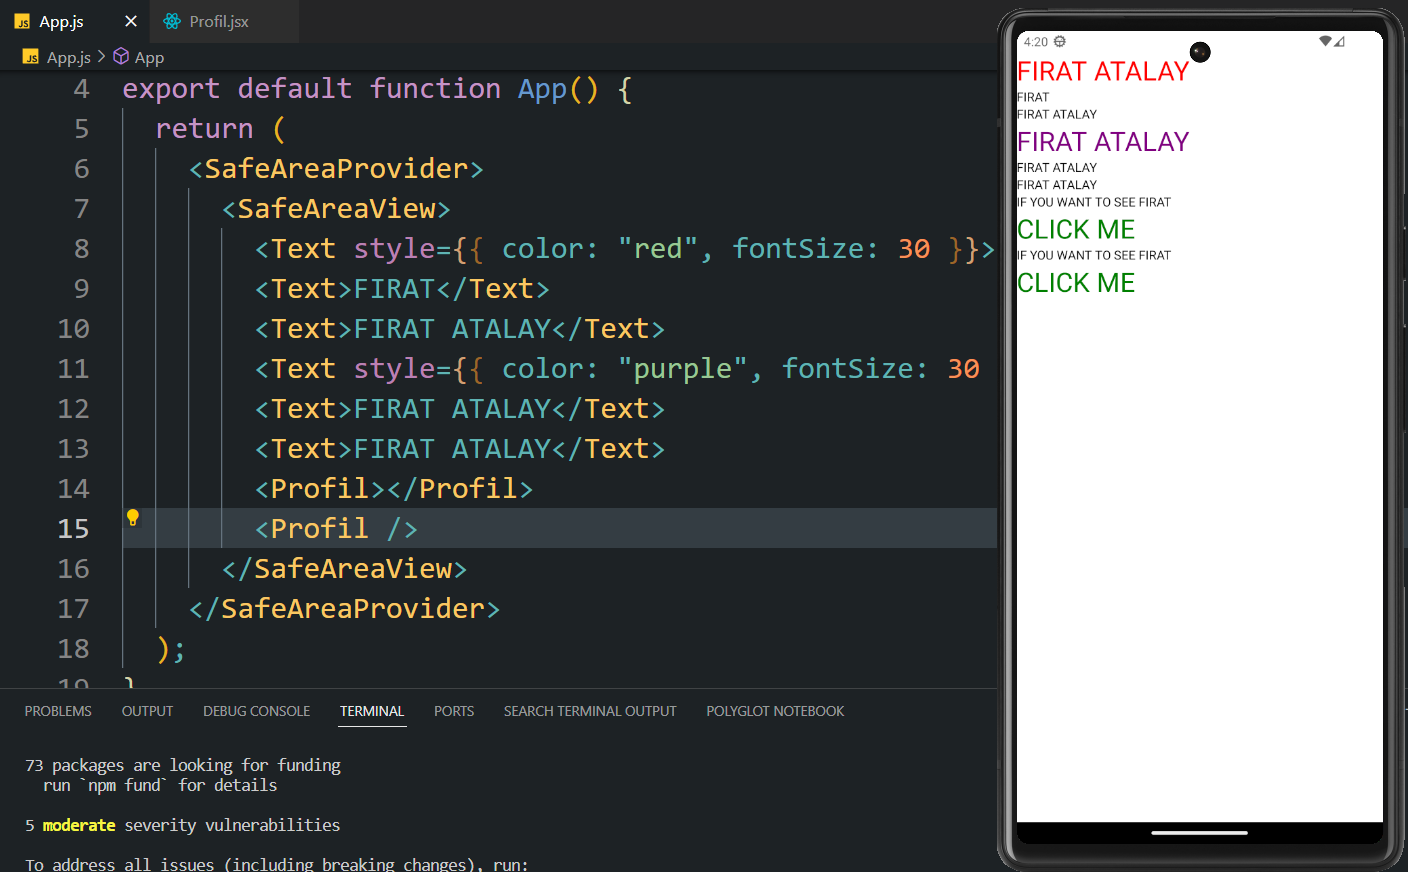 App.js Profil.jsx
App.js > App
4 export default function App() {
5 return (
6 <SafeAreaProvider>
7 <SafeAreaView>
8 <Text style={{ color: "red", fontSize: 30 }}>
9 <Text>FIRAT</Text>
10 <Text>FIRAT ATALAY</Text>
11 <Text style={{ color: "purple", fontSize: 30
12 <Text>FIRAT ATALAY</Text>
13 <Text>FIRAT ATALAY</Text>
14 <Profil></Profil>
15 <Profil />
16 </SafeAreaView>
17 </SafeAreaProvider>
18 );
19 }
PROBLEMS OUTPUT DEBUG CONSOLE TERMINAL PORTS SEARCH TERMINAL OUTPUT POLYGLOT NOTEBOOK
73 packages are looking for funding
run `npm fund` for details
5 moderate severity vulnerabilities
To address all issues (including breaking changes), run:
4:20
FIRAT ATALAY
FIRAT
FIRAT ATALAY
FIRAT ATALAY
FIRAT ATALAY
FIRAT ATALAY
IF YOU WANT TO SEE FIRAT
CLICK ME
IF YOU WANT TO SEE FIRAT
CLICK ME